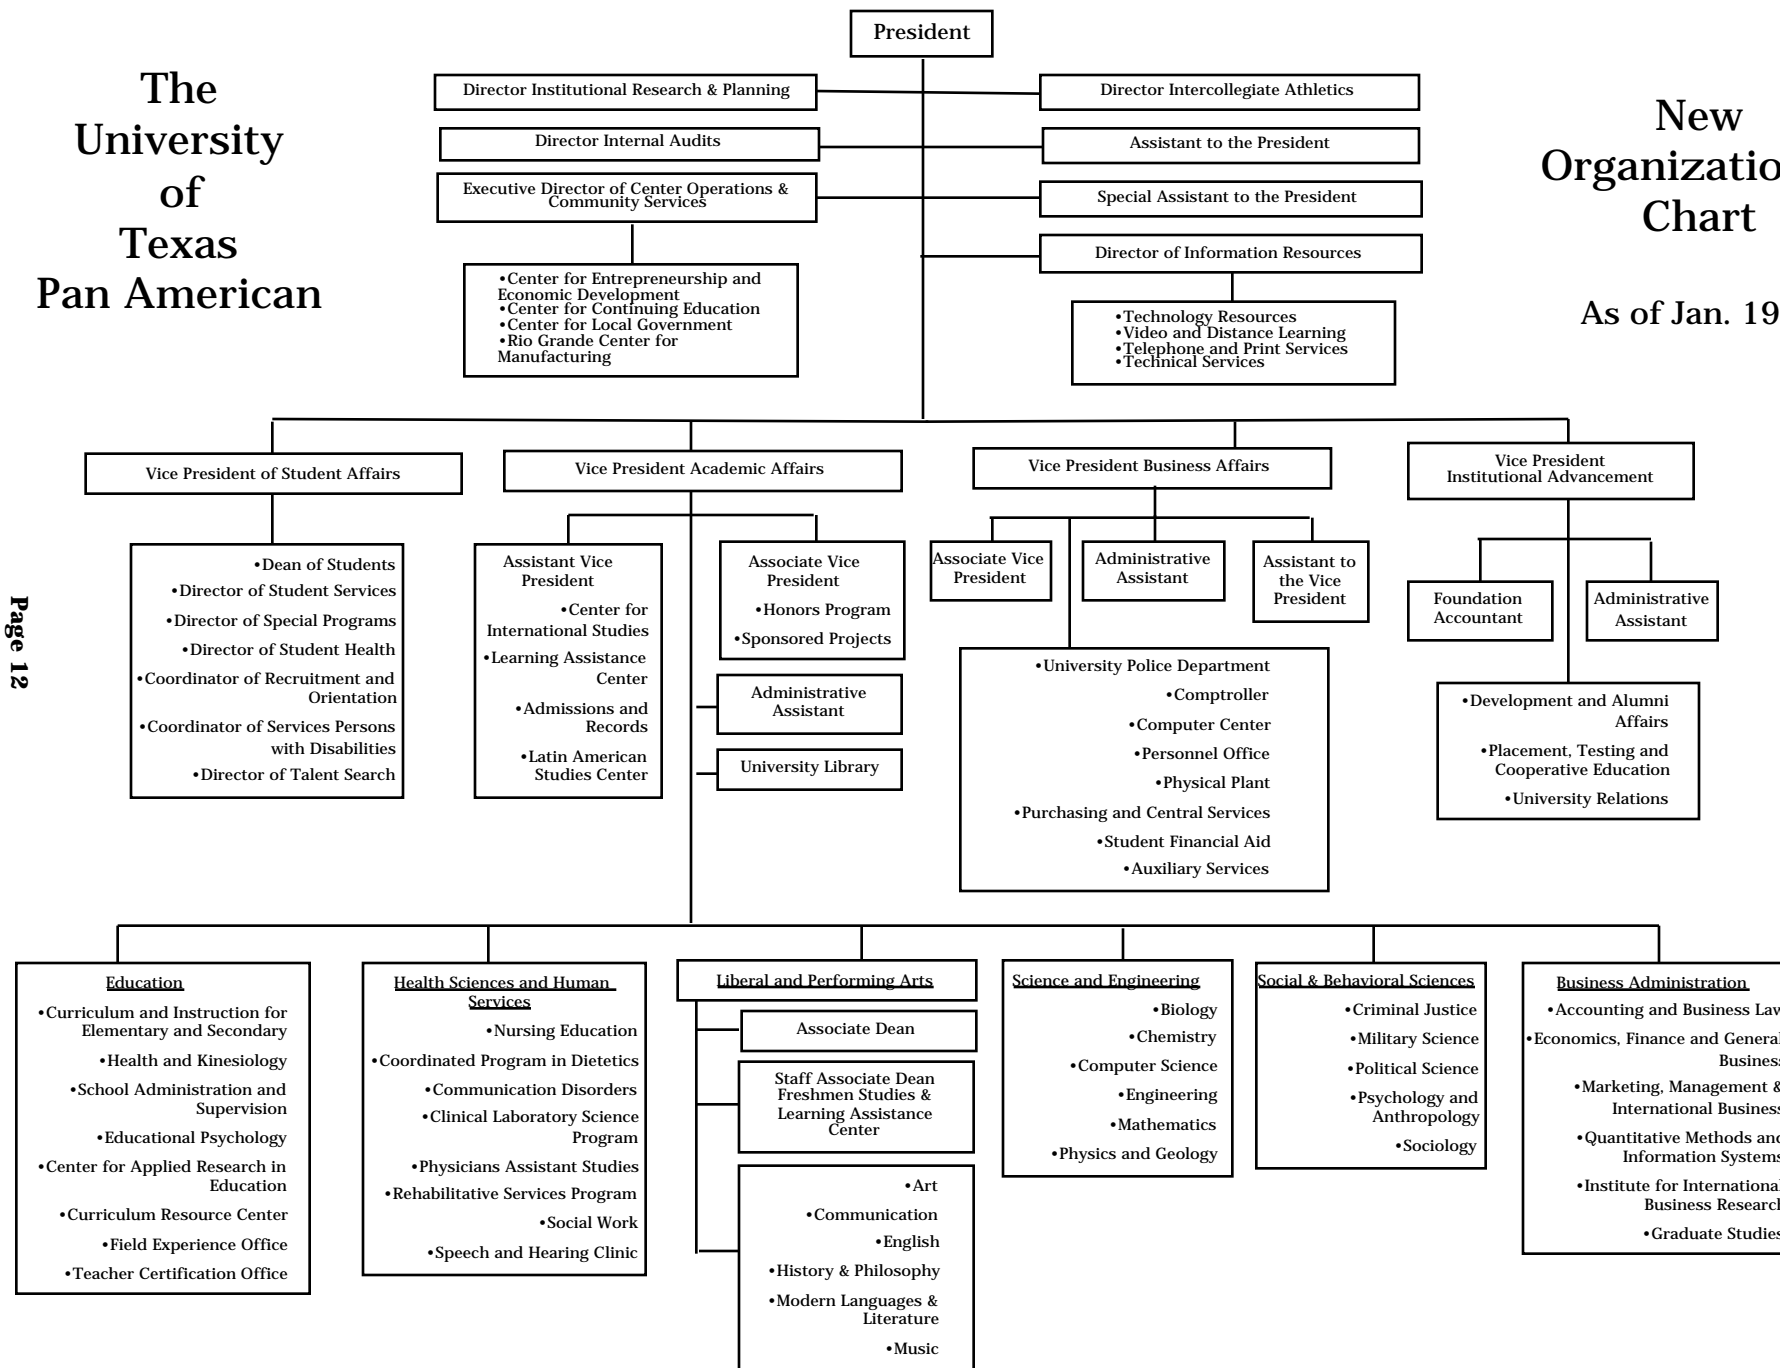 President
The
University
of
Texas
Pan American
New
Organizatio
Chart
As of Jan. 19
Director Institutional Research & Planning
Director Intercollegiate Athletics
Director Internal Audits
Assistant to the President
Executive Director of Center Operations &
Community Services
Special Assistant to the President
Director of Information Resources
•Center for Entrepreneurship and
Economic Development
•Center for Continuing Education
•Center for Local Government
•Rio Grande Center for
Manufacturing
•Technology Resources
•Video and Distance Learning
•Telephone and Print Services
•Technical Services
Vice President of Student Affairs
Vice President Academic Affairs
Vice President Business Affairs
Vice President
Institutional Advancement
•Dean of Students
•Director of Student Services
•Director of Special Programs
•Director of Student Health
•Coordinator of Recruitment and
Orientation
•Coordinator of Services Persons
with Disabilities
•Director of Talent Search
Assistant Vice
President
•Center for
International Studies
•Learning Assistance
Center
•Admissions and
Records
•Latin American
Studies Center
Associate Vice
President
•Honors Program
•Sponsored Projects
Administrative
Assistant
University Library
Associate Vice
President
Administrative
Assistant
Assistant to
the Vice
President
•University Police Department
•Comptroller
•Computer Center
•Personnel Office
•Physical Plant
•Purchasing and Central Services
•Student Financial Aid
•Auxiliary Services
Foundation
Accountant
Administrative
Assistant
•Development and Alumni
Affairs
•Placement, Testing and
Cooperative Education
•University Relations
Page 12
Education
•Curriculum and Instruction for
Elementary and Secondary
•Health and Kinesiology
•School Administration and
Supervision
•Educational Psychology
•Center for Applied Research in
Education
•Curriculum Resource Center
•Field Experience Office
•Teacher Certification Office
Health Sciences and Human
Services
•Nursing Education
•Coordinated Program in Dietetics
•Communication Disorders
•Clinical Laboratory Science
Program
•Physicians Assistant Studies
•Rehabilitative Services Program
•Social Work
•Speech and Hearing Clinic
Liberal and Performing Arts
Associate Dean
Staff Associate Dean
Freshmen Studies &
Learning Assistance
Center
•Art
•Communication
•English
•History & Philosophy
•Modern Languages &
Literature
•Music
Science and Engineering
•Biology
•Chemistry
•Computer Science
•Engineering
•Mathematics
•Physics and Geology
Social & Behavioral Sciences
•Criminal Justice
•Military Science
•Political Science
•Psychology and
Anthropology
•Sociology
Business Administration
•Accounting and Business Law
•Economics, Finance and General
Business
•Marketing, Management &
International Business
•Quantitative Methods and
Information Systems
•Institute for International
Business Research
•Graduate Studies